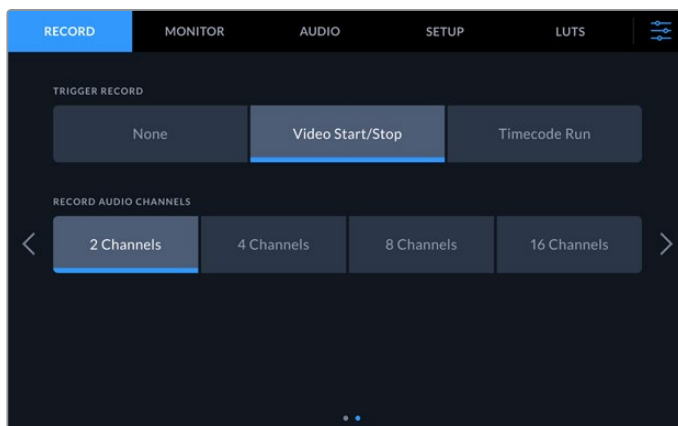 RECORD MONITOR AUDIO SETUP LUTS
TRIGGER RECORD
None Video Start/Stop Timecode Run
RECORD AUDIO CHANNELS
2 Channels 4 Channels 8 Channels 16 Channels